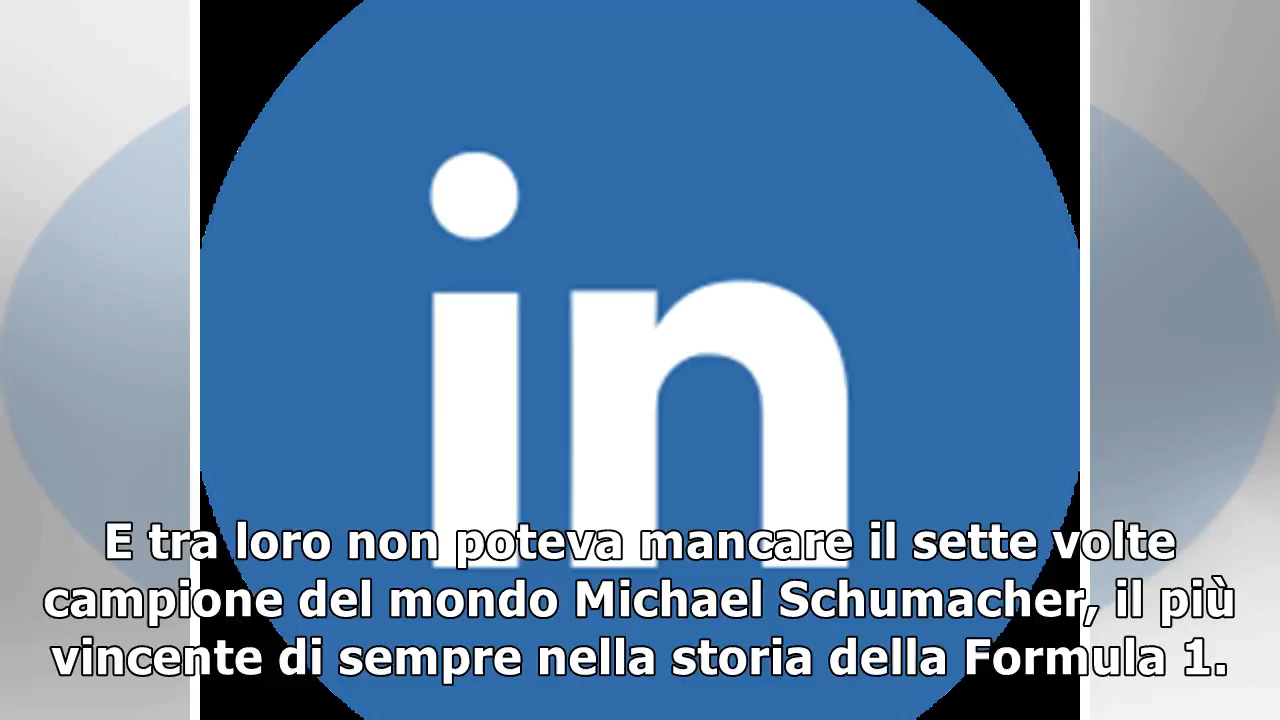 in
E tra loro non poteva mancare il sette volte
campione del mondo Michael Schumacher, il più
vincente di sempre nella storia della Formula 1.